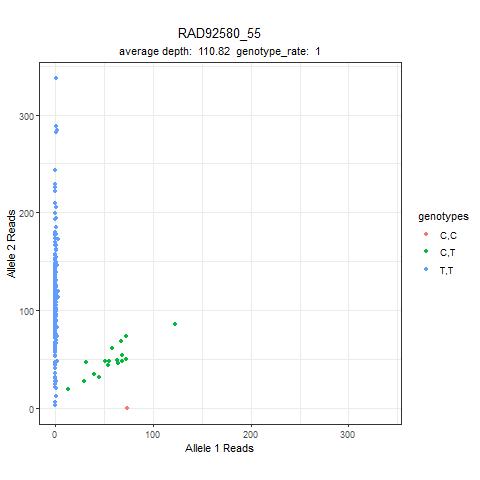 RAD92580_55
average depth: 110.82 genotype_rate: 1
300
200
100
0
Allele 2 Reads
0 100 200 300
Allele 1 Reads
genotypes
C,C
C,T
T,T